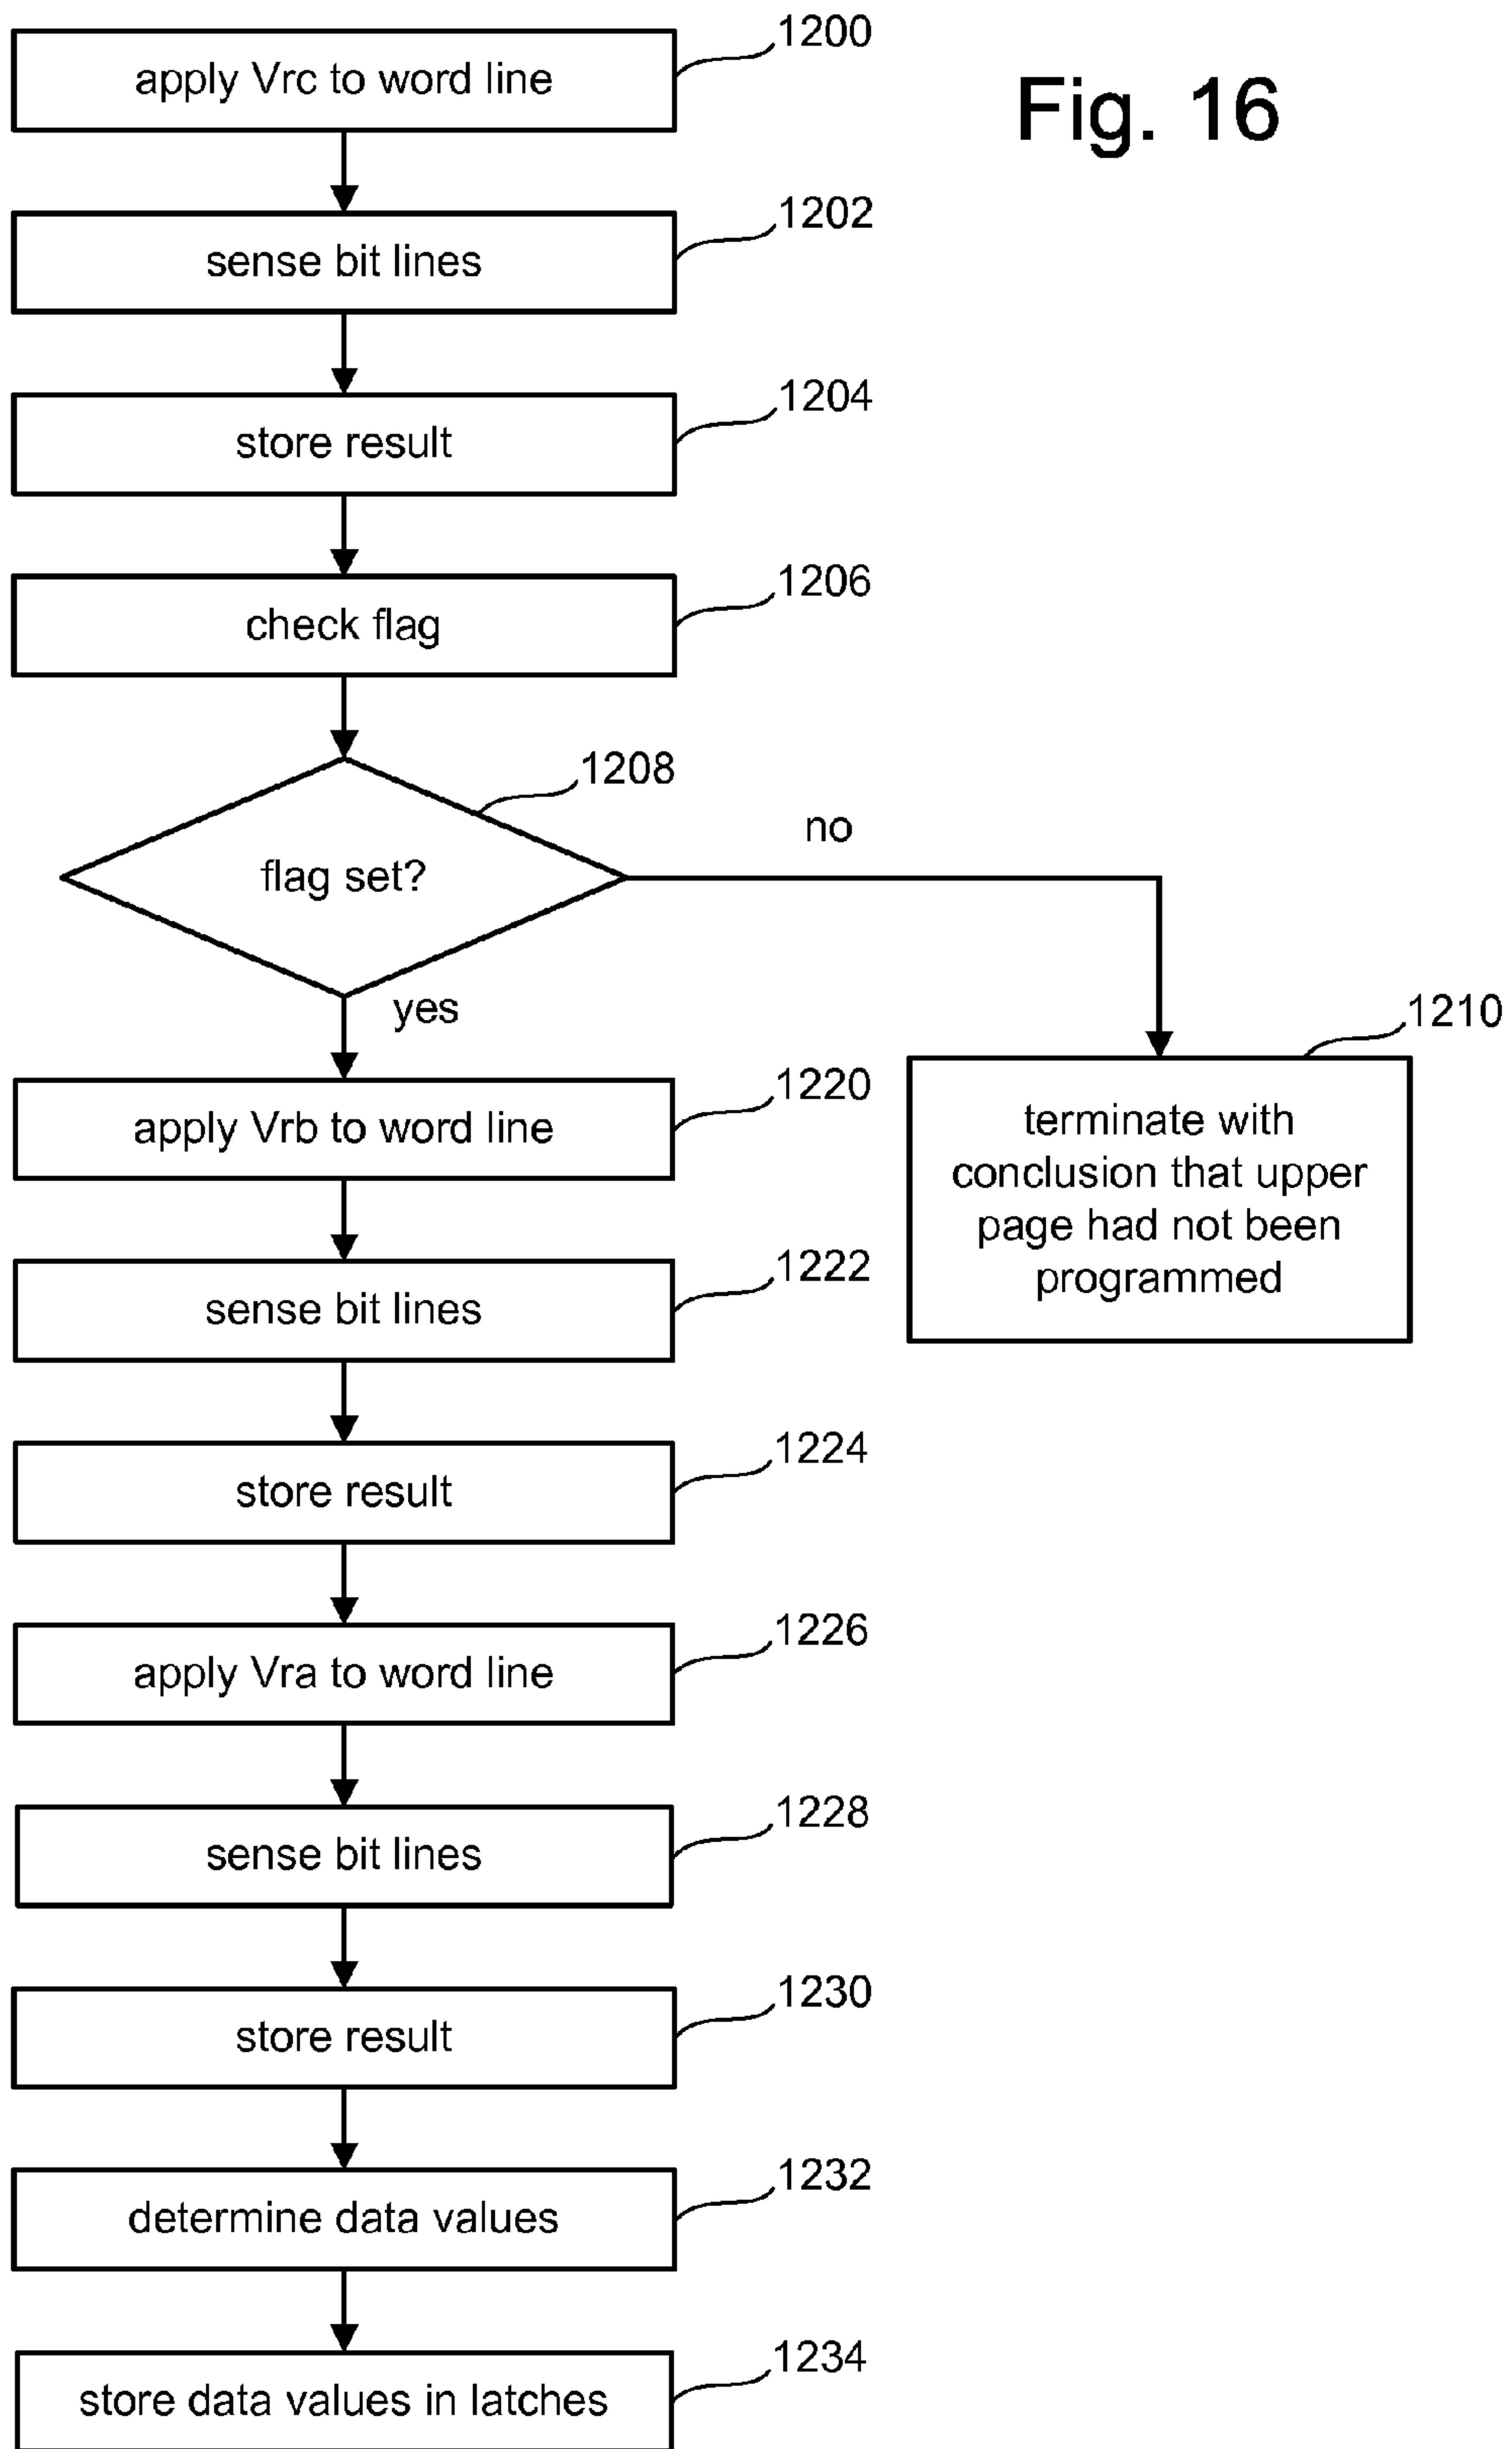 Fig. 16
1200
apply Vrc to word line
1202
sense bit lines
1204
store result
1206
check flag
1208
flag set?
no
yes
1210
terminate with
conclusion that upper
page had not been
programmed
1220
apply Vrb to word line
1222
sense bit lines
1224
store result
1226
apply Vra to word line
1228
sense bit lines
1230
store result
1232
determine data values
1234
store data values in latches